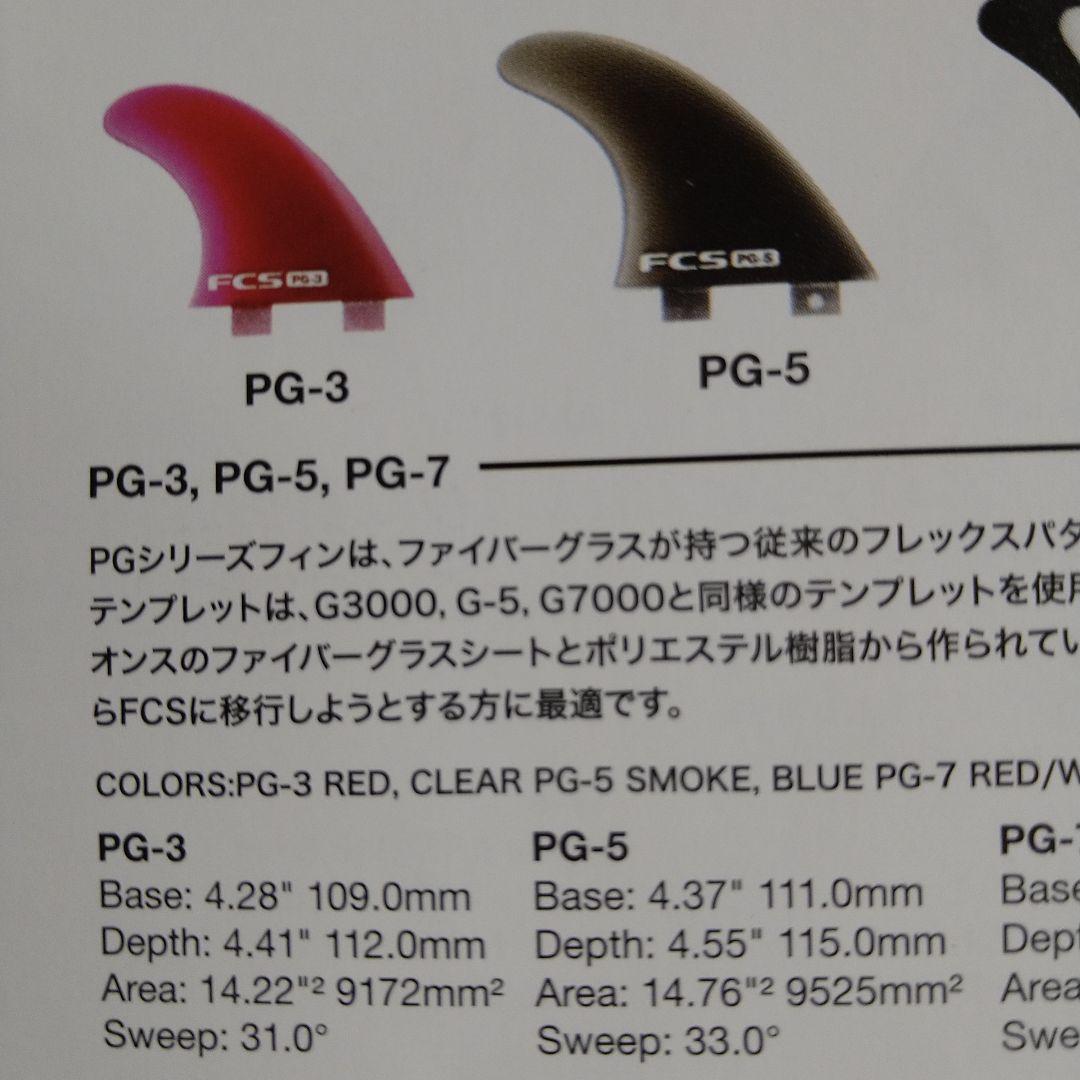 FCS PG-3
FCS PG-5
PG-3
PG-5
PG-3, PG-5, PG-7
PGシリーズフィンは、ファイバーグラスが持つ従来のフレックスパタ
テンプレットは、G3000, G-5, G7000と同様のテンプレットを使用
オンスのファイバーグラスシートとポリエステル樹脂から作られてい
らFCSに移行しようとする方に最適です。
COLORS:PG-3 RED, CLEAR PG-5 SMOKE, BLUE PG-7 RED/W
PG-3
Base: 4.28" 109.0mm
Depth: 4.41" 112.0mm
Area: 14.22"² 9172mm²
Sweep: 31.0°
PG-5
Base: 4.37" 111.0mm
Depth: 4.55" 115.0mm
Area: 14.76"² 9525mm²
Sweep: 33.0°
PG-7
Base
Dept
Area
Swee